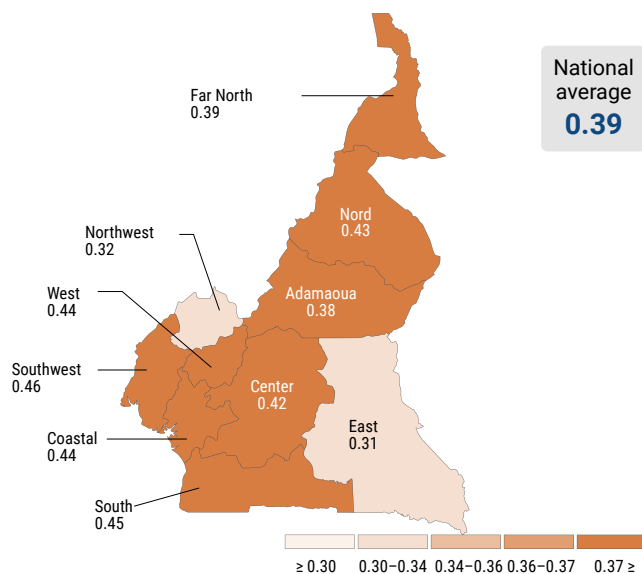 National
average
0.39
Far North
0.39
Nord
0.43
Northwest
0.32
West
0.44
Adamaoua
0.38
Southwest
0.46
Center
0.42
East
0.31
Coastal
0.44
South
0.45
≥ 0.30
0.30–0.34
0.34–0.36
0.36–0.37
0.37 ≥